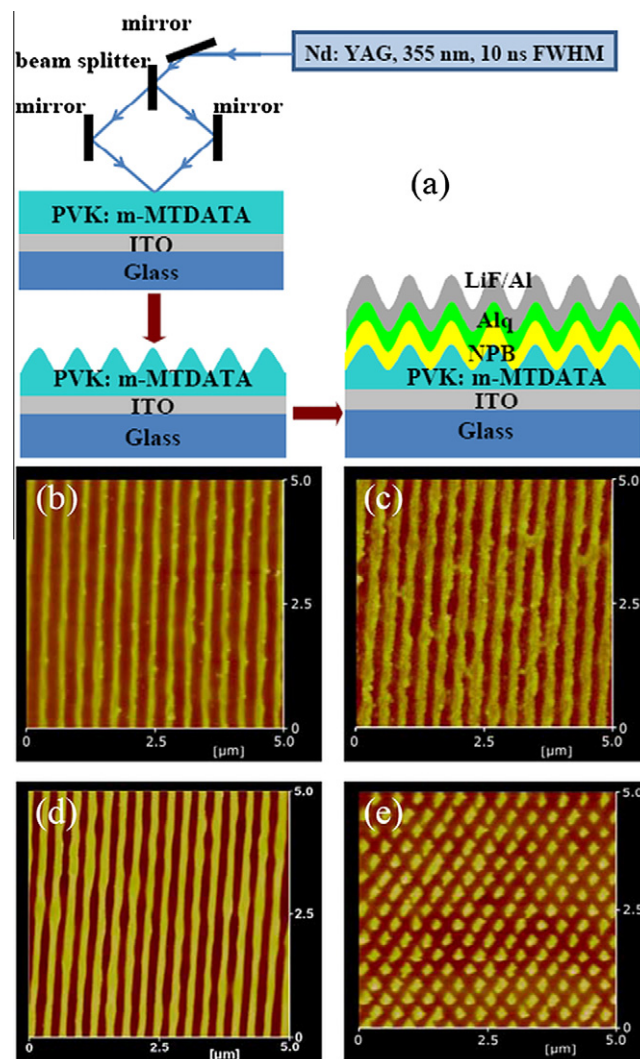 mirror
Nd: YAG, 355 nm, 10 ns FWHM
beam splitter
mirror
mirror
(a)
PVK: m-MTDATA
ITO
Glass
LiF/Al
Alq
NPB
PVK: m-MTDATA
ITO
Glass
PVK: m-MTDATA
ITO
Glass
(b)
5.0
2.5
0
0
2.5
5.0
[µm]
(c)
5.0
2.5
0
0
2.5
5.0
[µm]
(d)
5.0
2.5
0
0
2.5
5.0
[µm]
(e)
5.0
2.5
0
0
2.5
5.0
[µm]